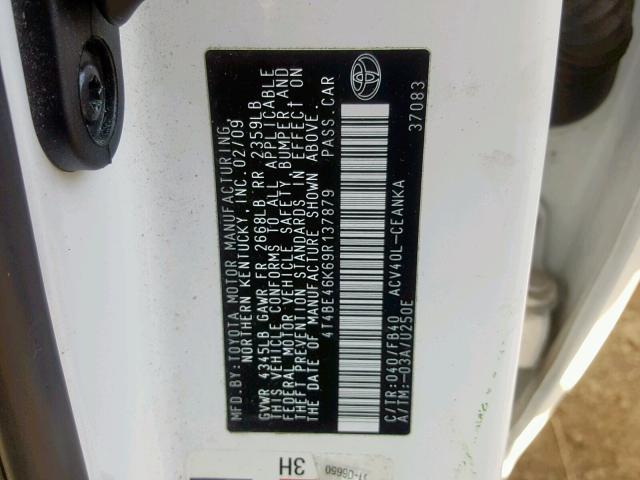 MFD.BY:TOYOTA MOTOR MANUFACTURING,
NORTHERN KENTUCKY, INC. 02/09
GVWR 4345LB GAWR FR 2668LB RR 2359LB
THIS VEHICLE CONFORMS TO ALL APPLICABLE
FEDERAL MOTOR VEHICLE SAFETY, BUMPER AND
THEFT PREVENTION STANDARDS IN EFFECT ON
THE DATE OF MANUFACTURE SHOWN ABOVE.
4T4BE46K69R137879 PASS.CAR
C/TR:040/FB40 ACV40L-CEANKA
A/TM:-03A/U250E
37083
3H